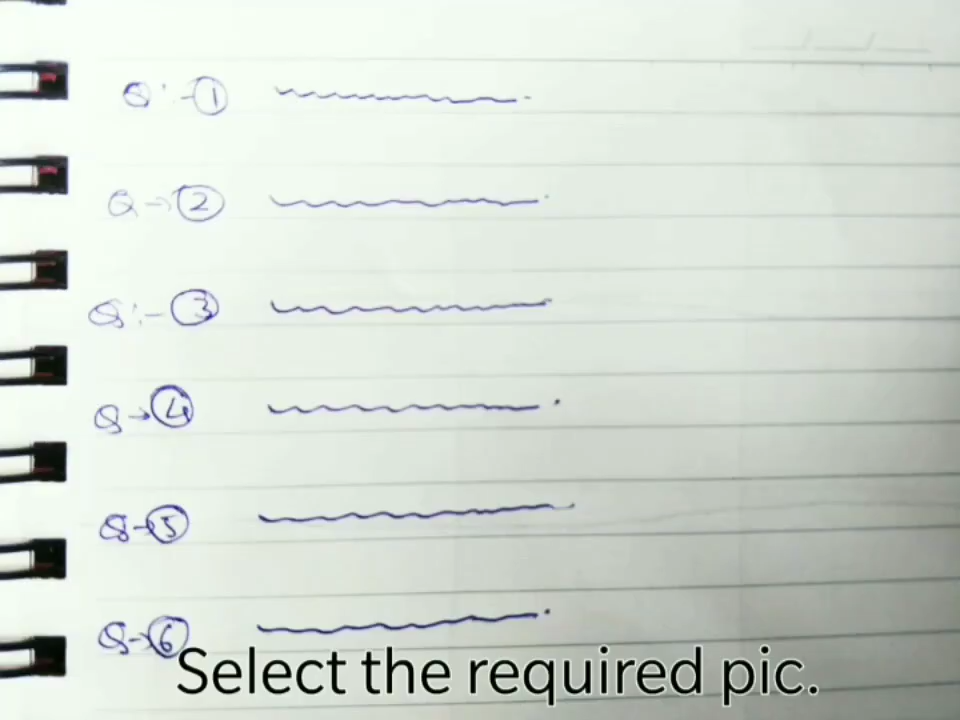 Q:-①
Q→②
Q:-③
Q→④
Q→⑤
Q→⑥
Select the required pic.